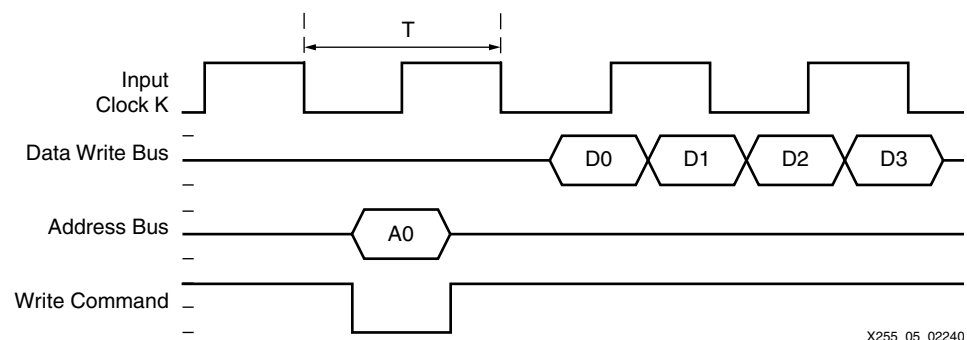 T
Input
Clock K
Data Write Bus
D0 D1 D2 D3
Address Bus
A0
Write Command
X255_05_02240